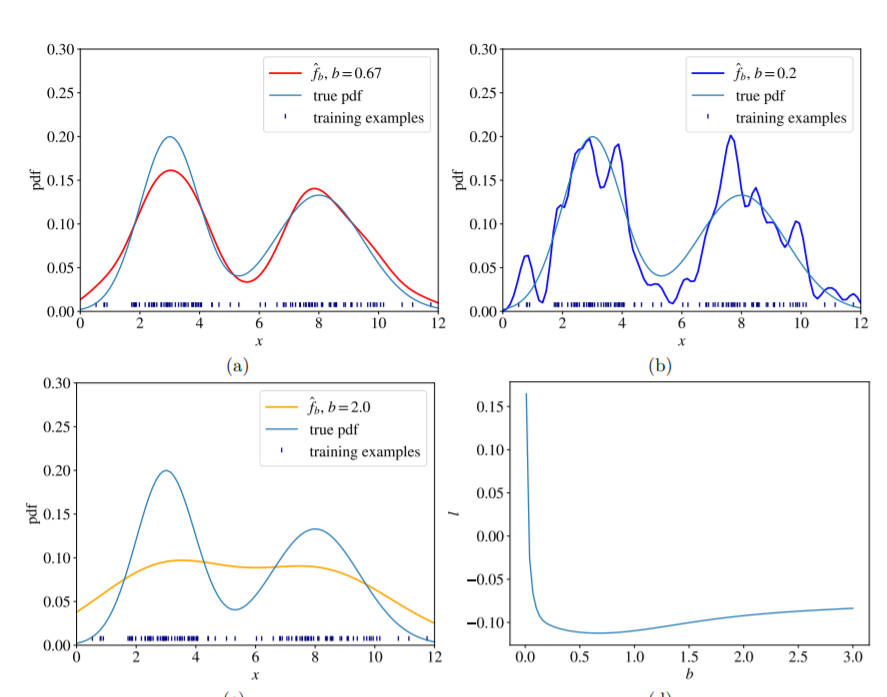 0.30
0.25
0.20
0.15
0.10
0.05
0.00
pdf
0 2 4 6 8 10 12
x
f̂_b, b=0.67
true pdf
training examples
(a)
0.30
0.25
0.20
0.15
0.10
0.05
0.00
pdf
0 2 4 6 8 10 12
x
f̂_b, b=0.2
true pdf
training examples
(b)
0.30
0.25
0.20
0.15
0.10
0.05
0.00
pdf
0 2 4 6 8 10 12
x
f̂_b, b=2.0
true pdf
training examples
0.15
0.10
0.05
0.00
−0.05
−0.10
l
0.0 0.5 1.0 1.5 2.0 2.5 3.0
b